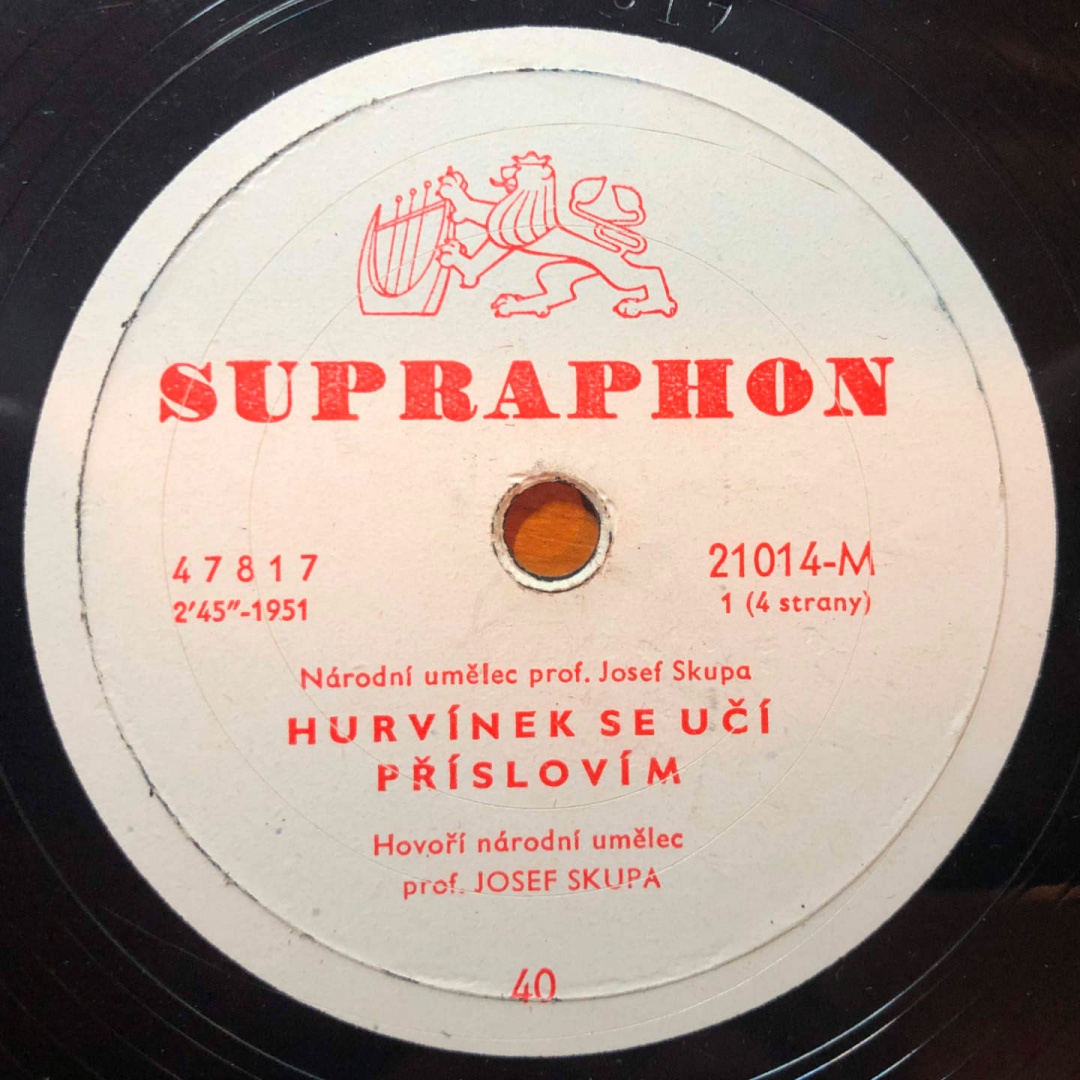 SUPRAPHON
47817
21014-M
2'45"-1951
1 (4 strany)
Národní umělec prof. Josef Skupa
HURVÍNEK SE UČÍ
PŘÍSLOVÍM
Hovoří národní umělec
prof. JOSEF SKUPA
40